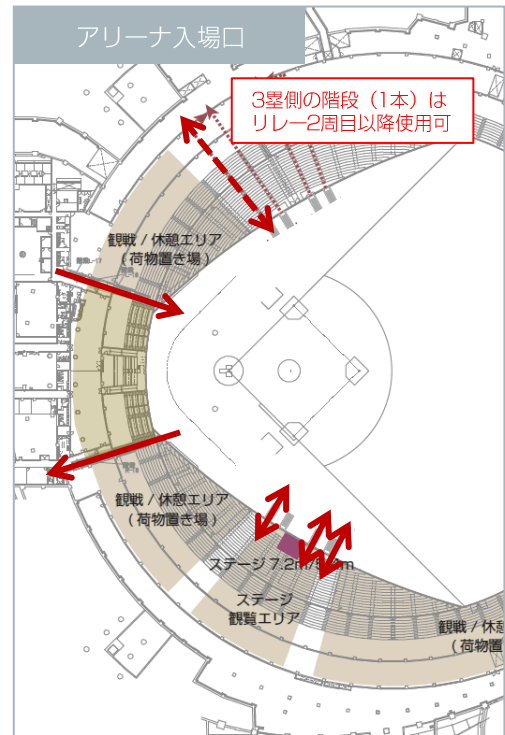 アリーナ入場口
3塁側の階段（1本）は
リレー2周目以降使用可
観戦 / 休憩エリア
( 荷物置き場 )
観戦 / 休憩エリア
( 荷物置き場 )
ステージ 7.2m/
ステージ
観覧エリア
観戦 / 休憩
( 荷物置